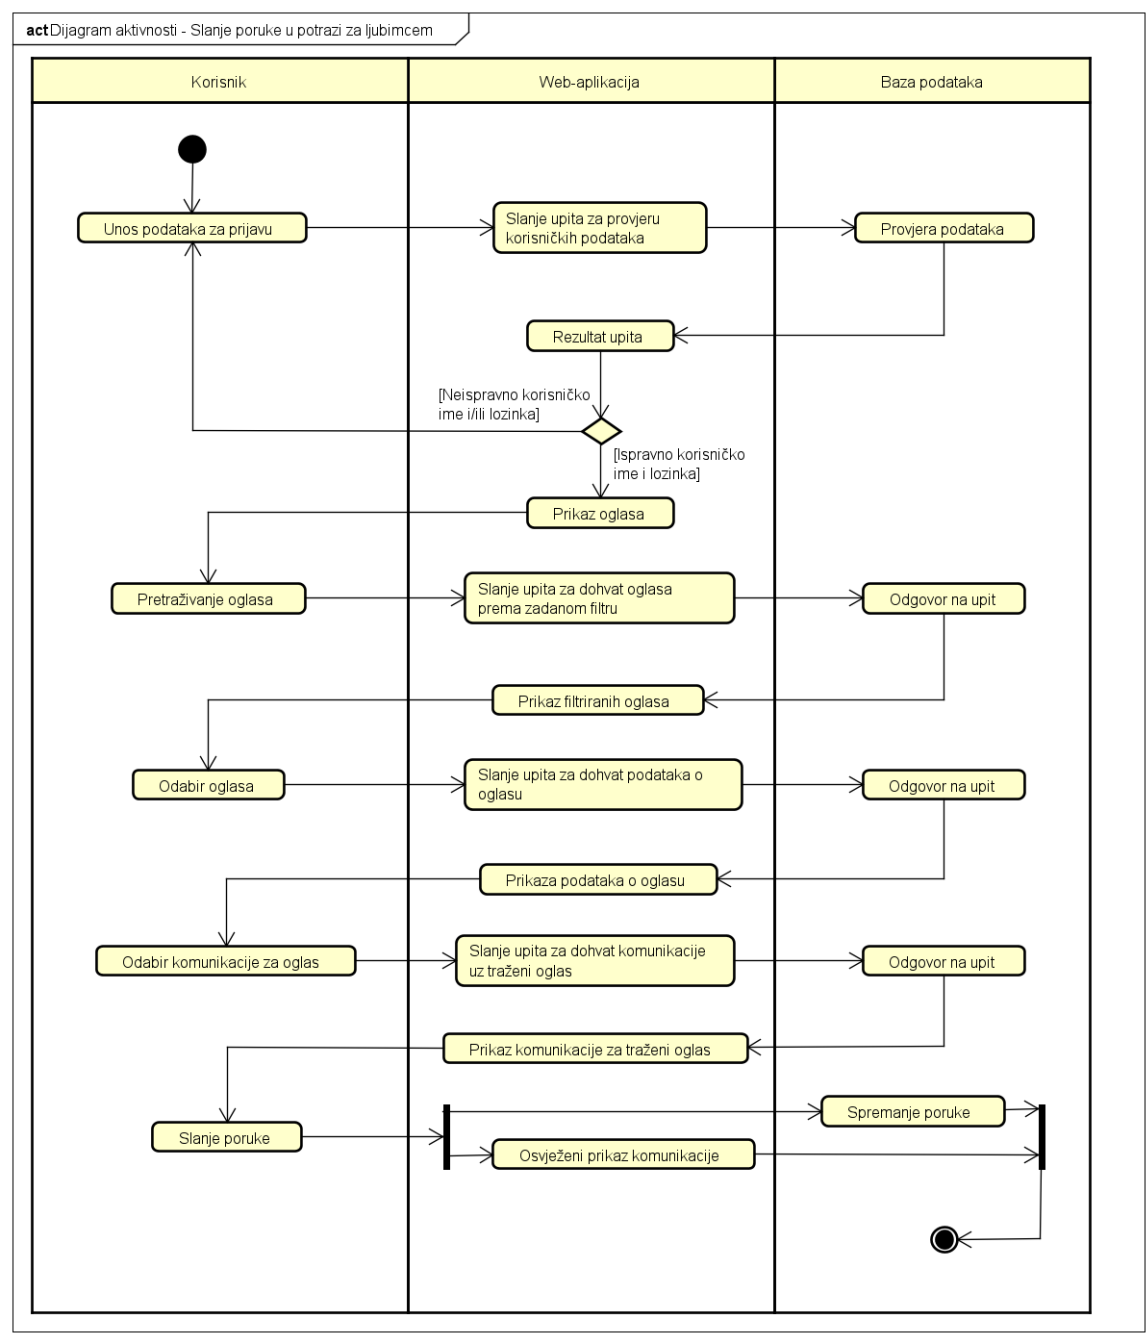 act Dijagram aktivnosti - Slanje poruke u potrazi za ljubimcem
Korisnik
Web-aplikacija
Baza podataka
Unos podataka za prijavu
Slanje upita za provjeru
korisničkih podataka
Provjera podataka
Rezultat upita
[Neispravno korisničko
ime i/ili lozinka]
[Ispravno korisničko
ime i lozinka]
Prikaz oglasa
Pretraživanje oglasa
Slanje upita za dohvat oglasa
prema zadanom filtru
Odgovor na upit
Prikaz filtriranih oglasa
Odabir oglasa
Slanje upita za dohvat podataka o
oglasu
Odgovor na upit
Prikaza podataka o oglasu
Odabir komunikacije za oglas
Slanje upita za dohvat komunikacije
uz traženi oglas
Odgovor na upit
Prikaz komunikacije za traženi oglas
Spremanje poruke
Slanje poruke
Osvježeni prikaz komunikacije